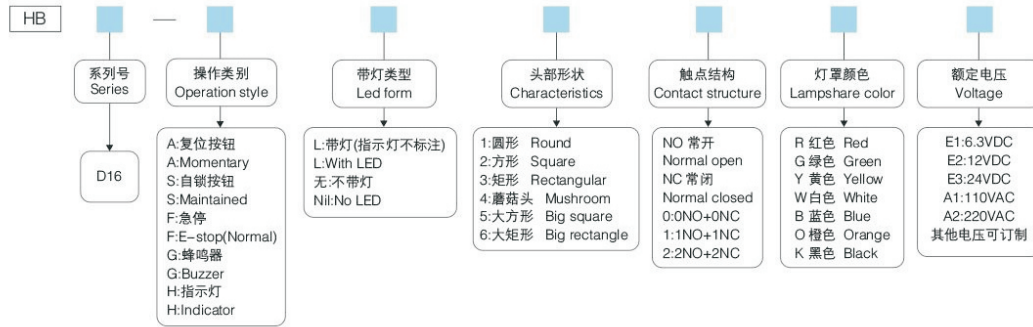 HB
—
系列号
Series
D16
操作类别
Operation style
A:复位按钮
A:Momentary
S:自锁按钮
S:Maintained
F:急停
F:E-stop(Normal)
G:蜂鸣器
G:Buzzer
H:指示灯
H:Indicator
带灯类型
Led form
L:带灯(指示灯不标注)
L:With LED
无:不带灯
Nil:No LED
头部形状
Characteristics
1:圆形 Round
2:方形 Square
3:矩形 Rectangular
4:蘑菇头 Mushroom
5:大方形 Big square
6:大矩形 Big rectangle
触点结构
Contact structure
NO 常开
Normal open
NC 常闭
Normal closed
0:0NO+0NC
1:1NO+1NC
2:2NO+2NC
灯罩颜色
Lampshare color
R 红色 Red
G 绿色 Green
Y 黄色 Yellow
W 白色 White
B 蓝色 Blue
O 橙色 Orange
K 黑色 Black
额定电压
Voltage
E1:6.3VDC
E2:12VDC
E3:24VDC
A1:110VAC
A2:220VAC
其他电压可订制